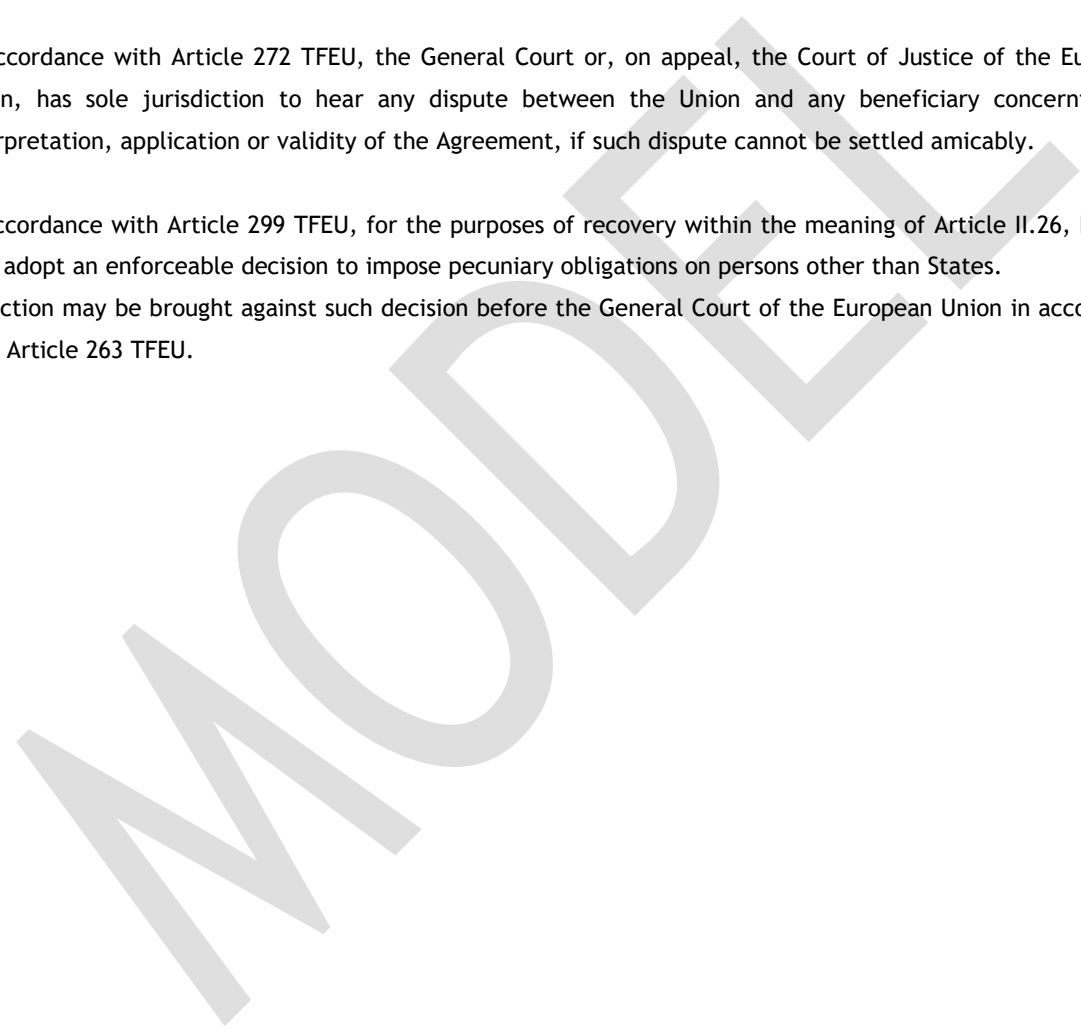 ccordance with Article 272 TFEU, the General Court or, on appeal, the Court of Justice of the Eu
n, has sole jurisdiction to hear any dispute between the Union and any beneficiary concern
rpretation, application or validity of the Agreement, if such dispute cannot be settled amicably.
ccordance with Article 299 TFEU, for the purposes of recovery within the meaning of Article II.26,
adopt an enforceable decision to impose pecuniary obligations on persons other than States.
ction may be brought against such decision before the General Court of the European Union in acco
Article 263 TFEU.
MODEL